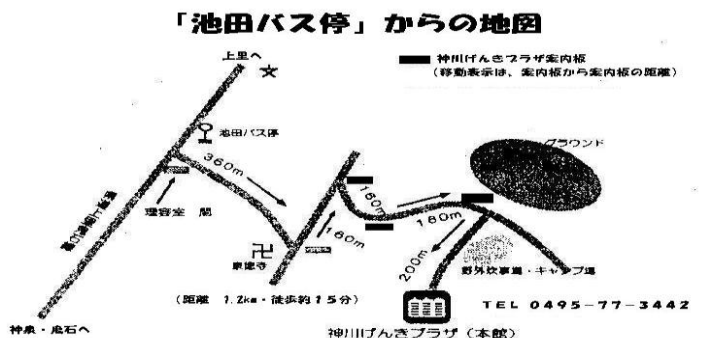 「池田バス停」からの地図
上里へ
神川げんきプラザ案内板
(移動表示は、案内板から案内板の距離)
池田バス停
グラウンド
360m
160m
160m
180m
理容室 関
200m
野外炊事場・キャンプ場
(距離 1.2km・徒歩約15分)
TEL 0495-77-3442
神泉・鬼石へ
神川げんきプラザ(本館)